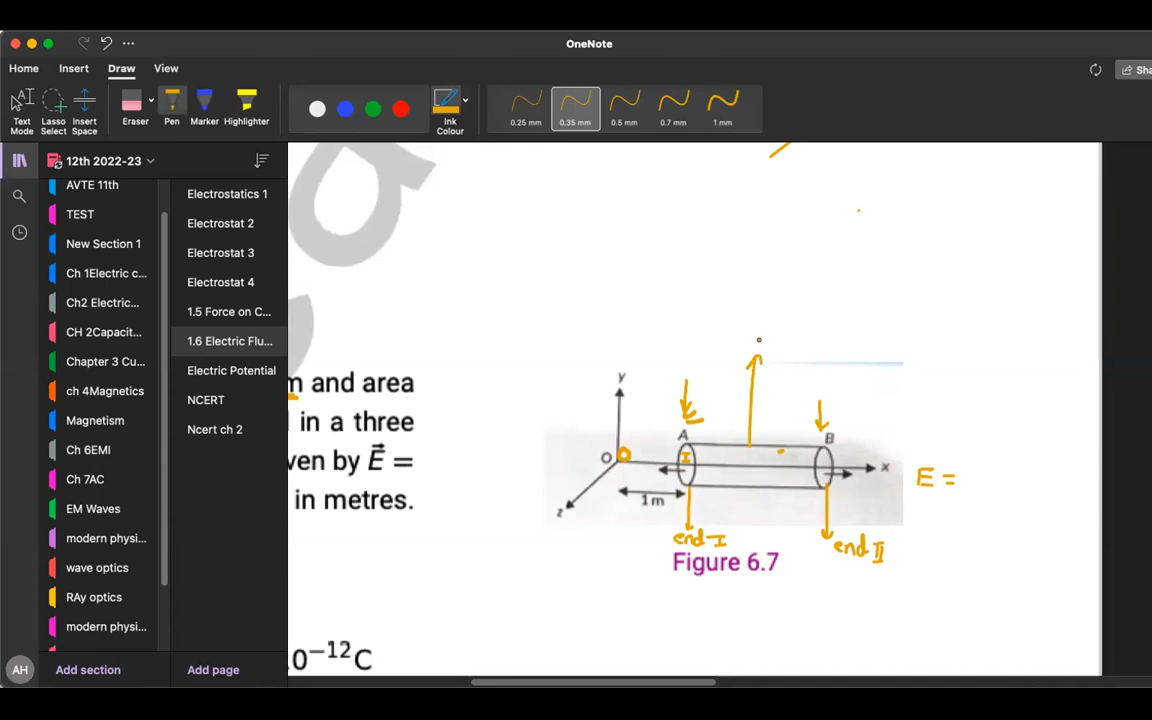 OneNote
Home Insert Draw View
Sha
Text Mode
Lasso Select
Insert Space
Eraser
Pen
Marker
Highlighter
0.25 mm
0.35 mm
0.5 mm
0.7 mm
1 mm
Ink Colour
12th 2022-23
AVTE 11th
TEST
New Section 1
Ch 1Electric c...
Ch2 Electric...
CH 2Capacit...
Chapter 3 Cu...
ch 4Magnetics
Magnetism
Ch 6EMI
Ch 7AC
EM Waves
modern physi...
wave optics
RAy optics
modern physi...
Add section
AH
Electrostatics 1
Electrostat 2
Electrostat 3
Electrostat 4
1.5 Force on C...
1.6 Electric Flu...
Electric Potential
NCERT
Ncert ch 2
Add page
a
m and area
in a three
ven by E⃗ =
in metres.
y
A
B
O
I
x
1m
z
E =
end I
end II
Figure 6.7
0⁻¹²C